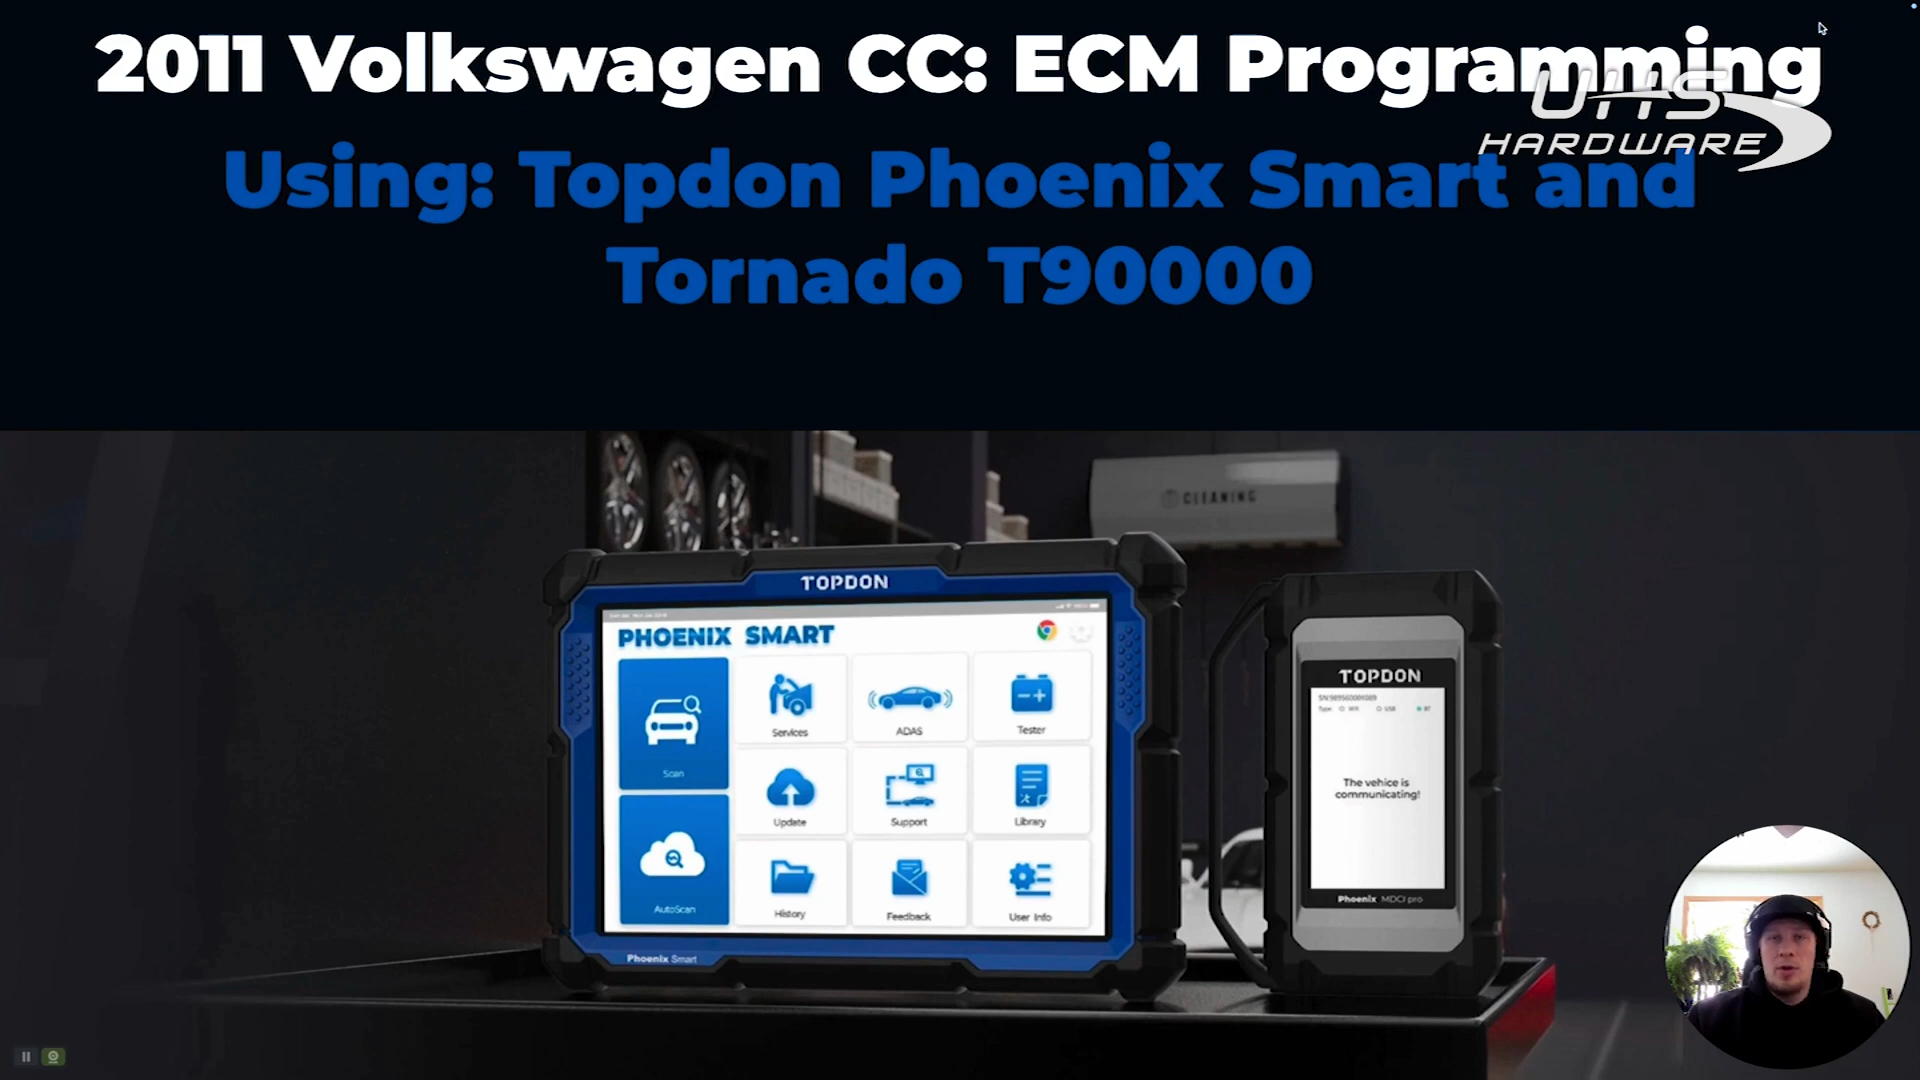 2011 Volkswagen CC: ECM Programming
UHS
HARDWARE
Using: Topdon Phoenix Smart and
Tornado T90000
CLEANING
TOPDON
PHOENIX SMART
Scan
Services
ADAS
Tester
Update
Support
Library
AutoScan
History
Feedback
User Info
Phoenix Smart
TOPDON
The vehice is
communicating!
Phoenix MDCI pro